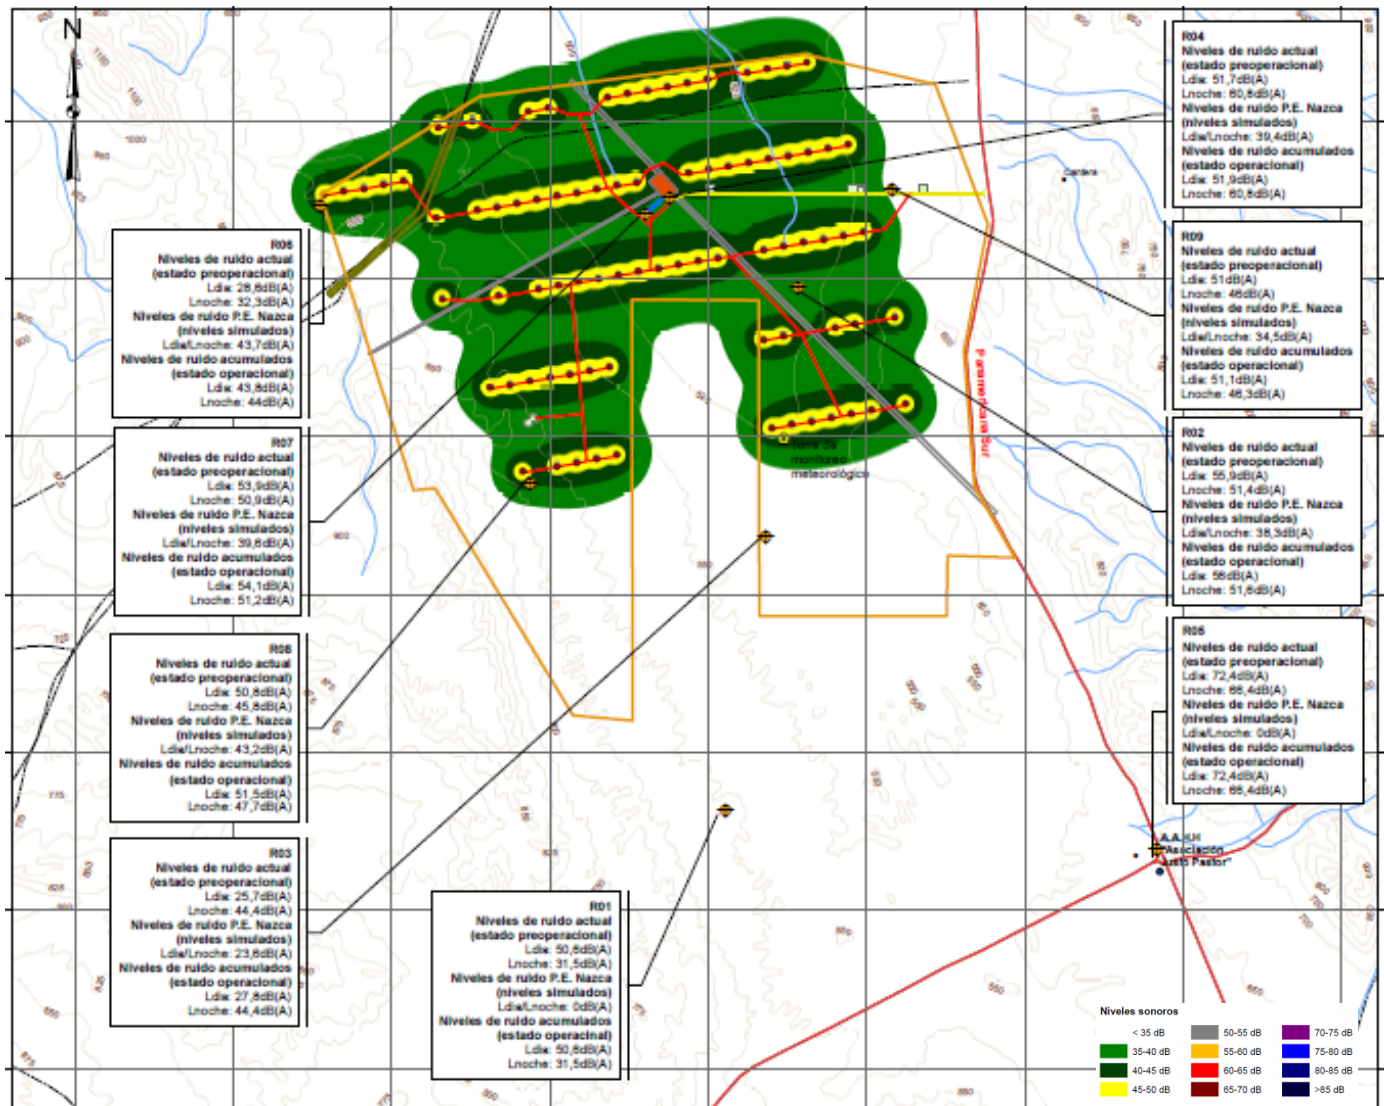 N
R04
Niveles de ruido actual
(estado preoperacional)
Ldia: 51,7dB(A)
Lnoche: 60,8dB(A)
Niveles de ruido P.E. Nazca
(niveles simulados)
Ldia/Lnoche: 39,4dB(A)
Niveles de ruido acumulados
(estado operacional)
Ldia: 51,9dB(A)
Lnoche: 60,8dB(A)
R09
Niveles de ruido actual
(estado preoperacional)
Ldia: 51dB(A)
Lnoche: 46dB(A)
Niveles de ruido P.E. Nazca
(niveles simulados)
Ldia/Lnoche: 34,5dB(A)
Niveles de ruido acumulados
(estado operacional)
Ldia: 51,1dB(A)
Lnoche: 46,3dB(A)
R02
Niveles de ruido actual
(estado preoperacional)
Ldia: 55,9dB(A)
Lnoche: 51,4dB(A)
Niveles de ruido P.E. Nazca
(niveles simulados)
Ldia/Lnoche: 38,3dB(A)
Niveles de ruido acumulados
(estado operacional)
Ldia: 56dB(A)
Lnoche: 51,6dB(A)
R05
Niveles de ruido actual
(estado preoperacional)
Ldia: 72,4dB(A)
Lnoche: 66,4dB(A)
Niveles de ruido P.E. Nazca
(niveles simulados)
Ldia/Lnoche: 0dB(A)
Niveles de ruido acumulados
(estado operacional)
Ldia: 72,4dB(A)
Lnoche: 66,4dB(A)
R06
Niveles de ruido actual
(estado preoperacional)
Ldia: 28,6dB(A)
Lnoche: 32,3dB(A)
Niveles de ruido P.E. Nazca
(niveles simulados)
Ldia/Lnoche: 43,7dB(A)
Niveles de ruido acumulados
(estado operacional)
Ldia: 43,8dB(A)
Lnoche: 44dB(A)
R07
Niveles de ruido actual
(estado preoperacional)
Ldia: 53,9dB(A)
Lnoche: 50,9dB(A)
Niveles de ruido P.E. Nazca
(niveles simulados)
Ldia/Lnoche: 39,6dB(A)
Niveles de ruido acumulados
(estado operacional)
Ldia: 54,1dB(A)
Lnoche: 51,2dB(A)
R08
Niveles de ruido actual
(estado preoperacional)
Ldia: 50,8dB(A)
Lnoche: 45,8dB(A)
Niveles de ruido P.E. Nazca
(niveles simulados)
Ldia/Lnoche: 43,2dB(A)
Niveles de ruido acumulados
(estado operacional)
Ldia: 51,5dB(A)
Lnoche: 47,7dB(A)
R03
Niveles de ruido actual
(estado preoperacional)
Ldia: 25,7dB(A)
Lnoche: 44,4dB(A)
Niveles de ruido P.E. Nazca
(niveles simulados)
Ldia/Lnoche: 23,6dB(A)
Niveles de ruido acumulados
(estado operacional)
Ldia: 27,8dB(A)
Lnoche: 44,4dB(A)
R01
Niveles de ruido actual
(estado preoperacional)
Ldia: 50,6dB(A)
Lnoche: 31,5dB(A)
Niveles de ruido P.E. Nazca
(niveles simulados)
Ldia/Lnoche: 0dB(A)
Niveles de ruido acumulados
(estado operacinal)
Ldia: 50,6dB(A)
Lnoche: 31,5dB(A)
Cantera
Panamericana Sur
Torre de
monitoreo
meteorológico
A.A.H.H
"Asociación
Justo Pastor"
Niveles sonoros
< 35 dB
35-40 dB
40-45 dB
45-50 dB
50-55 dB
55-60 dB
60-65 dB
65-70 dB
70-75 dB
75-80 dB
80-85 dB
>85 dB